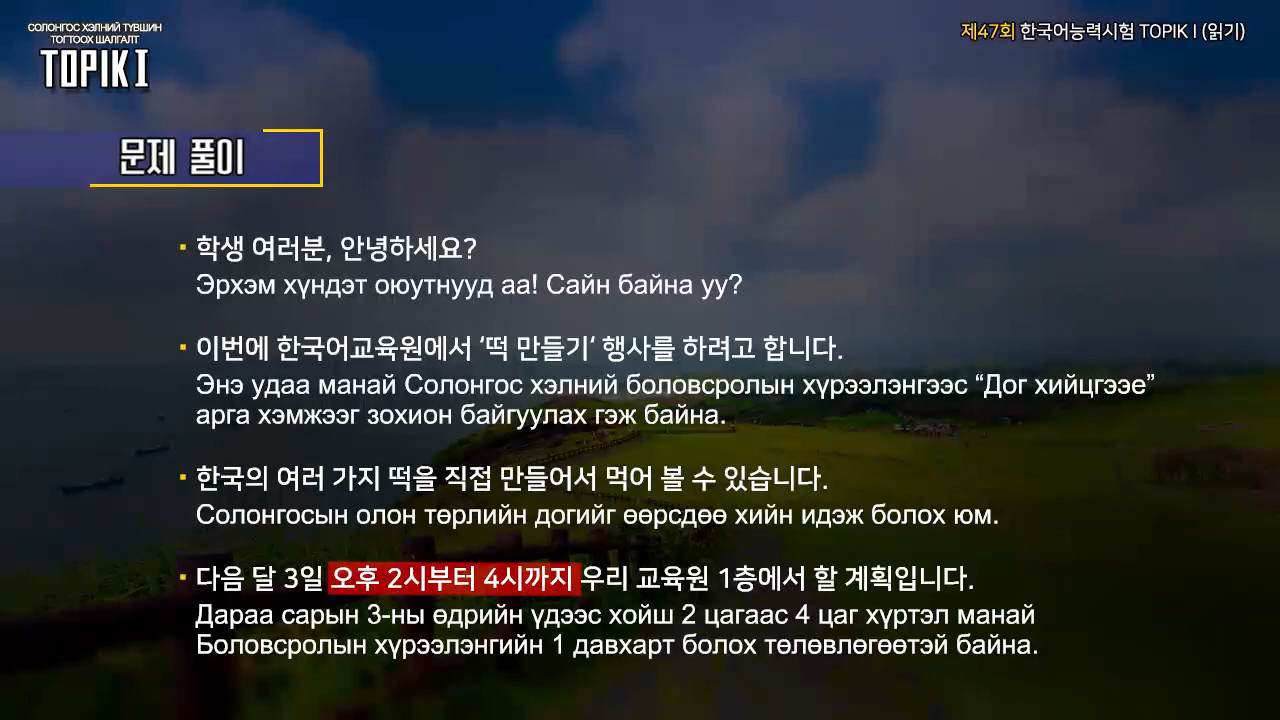 СОЛОНГОС ХЭЛНИЙ ТҮВШИН
ТОГТООХ ШАЛГАЛТ
TOPIK I
제47회 한국어능력시험 TOPIK I (읽기)
문제 풀이
▪ 학생 여러분, 안녕하세요?
Эрхэм хүндэт оюутнууд аа! Сайн байна уу?
▪ 이번에 한국어교육원에서 ‘떡 만들기‘ 행사를 하려고 합니다.
Энэ удаа манай Солонгос хэлний боловсролын хүрээлэнгээс “Дог хийцгээе”
арга хэмжээг зохион байгуулах гэж байна.
▪ 한국의 여러 가지 떡을 직접 만들어서 먹어 볼 수 있습니다.
Солонгосын олон төрлийн догийг өөрсдөө хийн идэж болох юм.
▪ 다음 달 3일 오후 2시부터 4시까지 우리 교육원 1층에서 할 계획입니다.
Дараа сарын 3-ны өдрийн үдээс хойш 2 цагаас 4 цаг хүртэл манай
Боловсролын хүрээлэнгийн 1 давхарт болох төлөвлөгөөтэй байна.